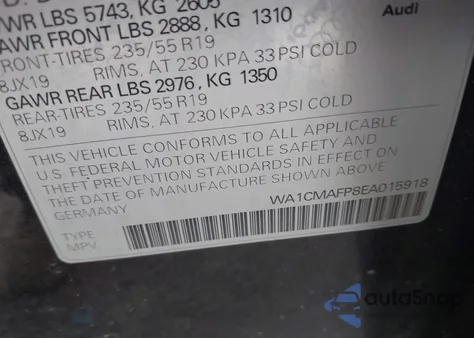 WR LBS 5743, KG 2605
AWR FRONT LBS 2888, KG 1310
FRONT-TIRES 235/55 R19
8JX19 RIMS, AT 230 KPA 33 PSI COLD
GAWR REAR LBS 2976, KG 1350
REAR-TIRES 235/55 R19
8JX19 RIMS, AT 230 KPA 33 PSI COLD
Audi
THIS VEHICLE CONFORMS TO ALL APPLICABLE
U.S. FEDERAL MOTOR VEHICLE SAFETY AND
THEFT PREVENTION STANDARDS IN EFFECT ON
THE DATE OF MANUFACTURE SHOWN ABOVE
GERMANY
WA1CMAFP8EA015918
TYPE
MPV
autoSnap